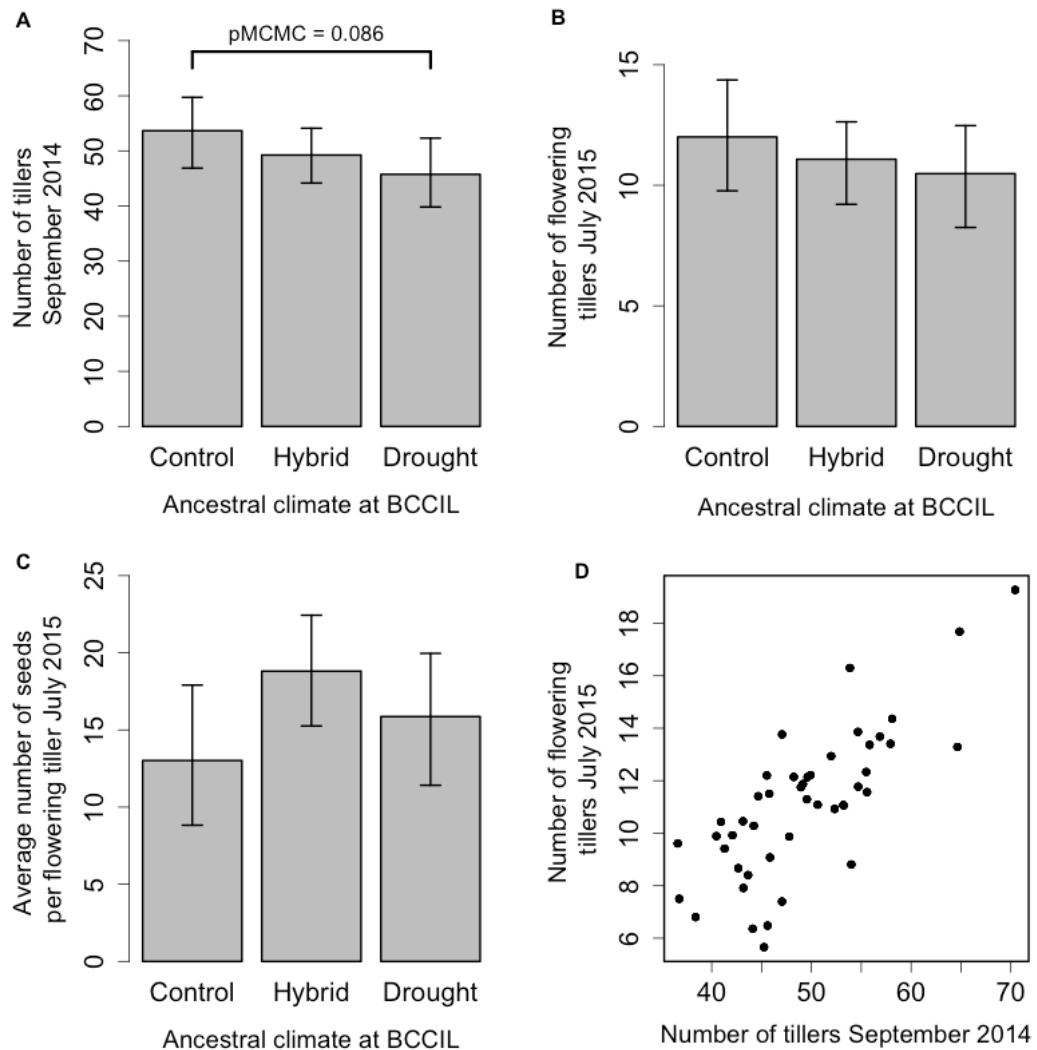 A
pMCMC = 0.086
Number of tillers
September 2014
70
60
50
40
30
20
10
0
Control Hybrid Drought
Ancestral climate at BCCIL
B
Number of flowering
tillers July 2015
15
10
5
0
Control Hybrid Drought
Ancestral climate at BCCIL
C
Average number of seeds
per flowering tiller July 2015
25
20
15
10
5
0
Control Hybrid Drought
Ancestral climate at BCCIL
D
Number of flowering
tillers July 2015
18
16
14
12
10
8
6
40 50 60 70
Number of tillers September 2014